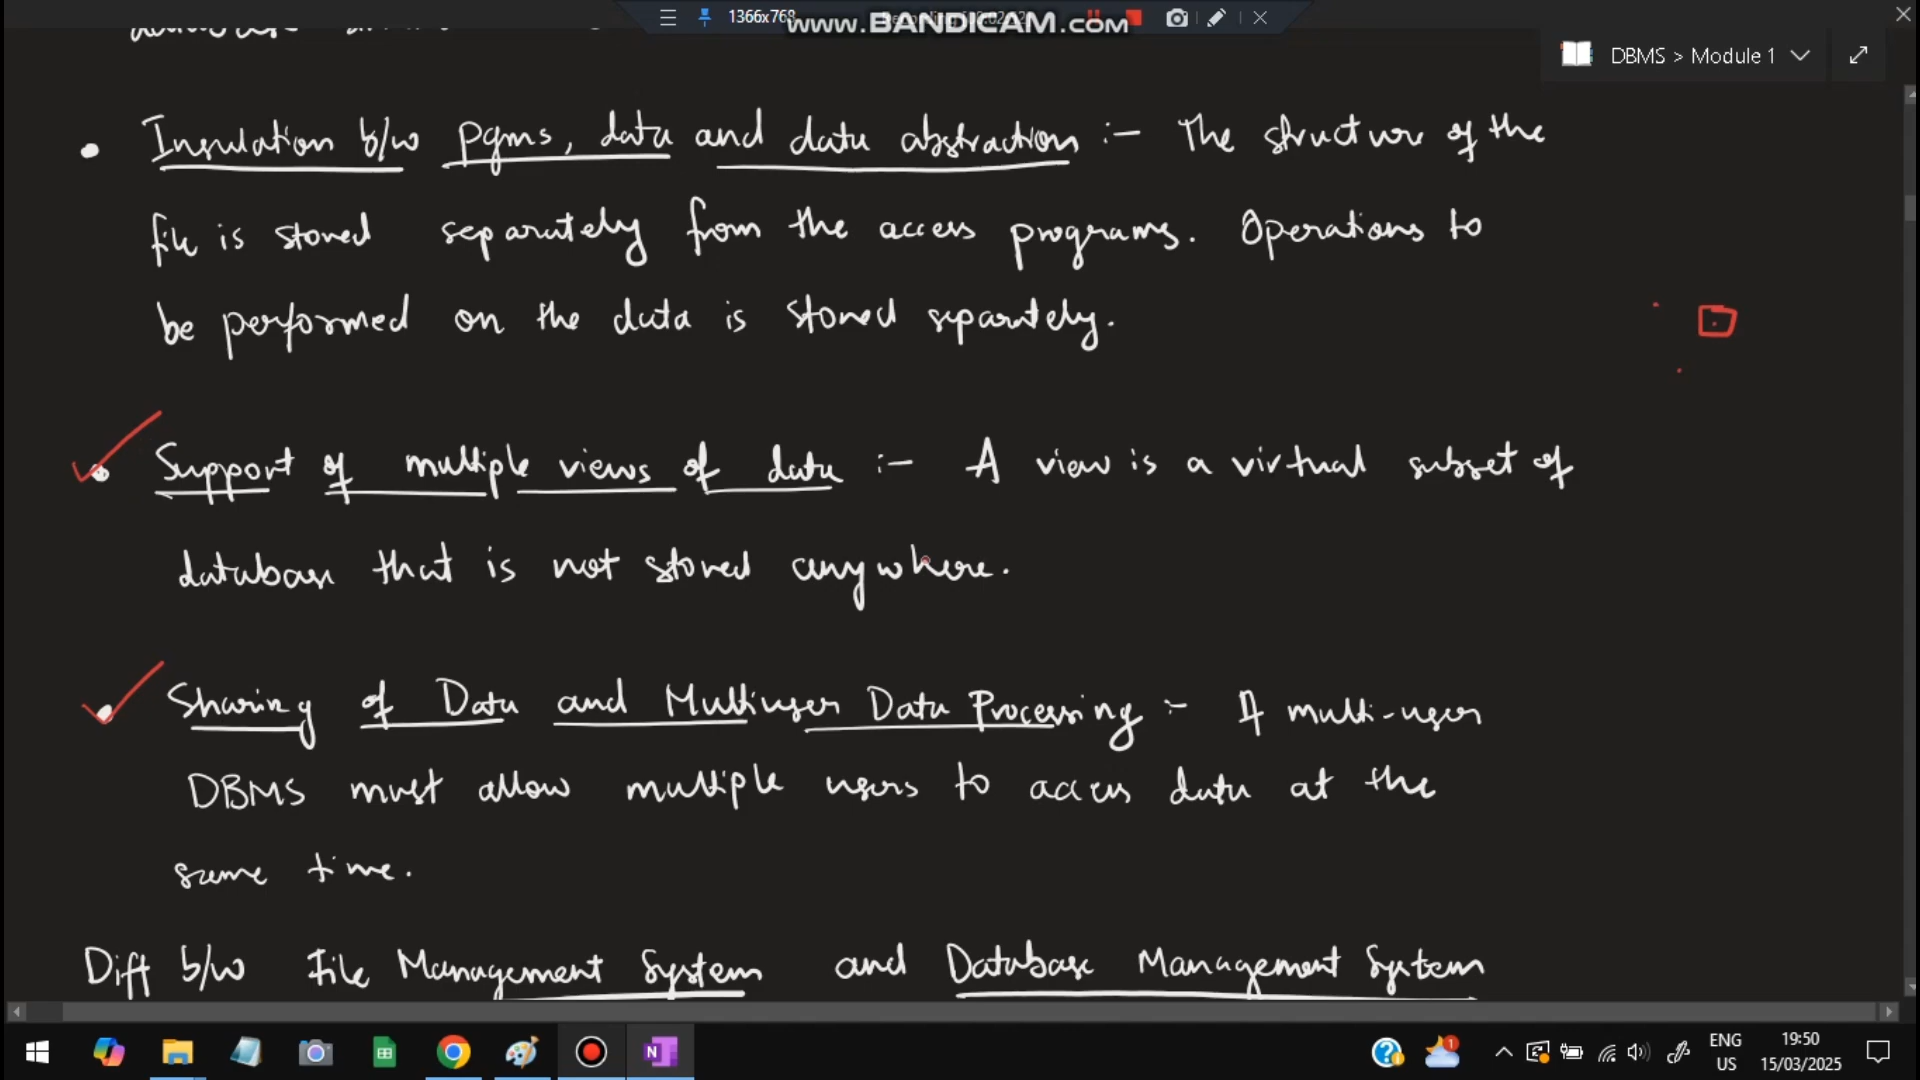 1366x768
www.BANDICAM.com
DBMS > Module 1
• Insulation b/w pgms, data and data abstraction :- The structure of the
file is stored separately from the access programs. Operations to
be performed on the data is stored separately.
• Support of multiple views of data :- A view is a virtual subset of
database that is not stored anywhere.
• Sharing of Data and Multiuser Data Processing :- A multi-user
DBMS must allow multiple users to access data at the
same time.
Diff b/w File Management System and Database Management System
ENG
US
19:50
15/03/2025